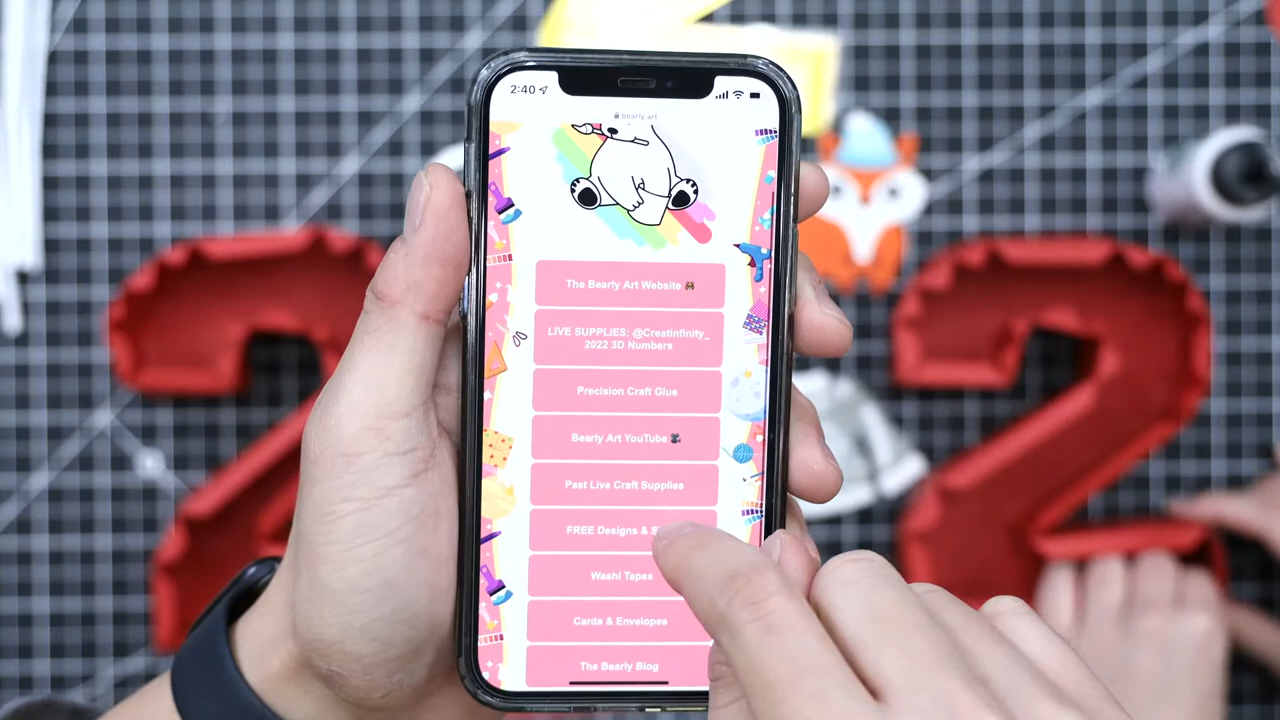 2:40
bearly.art
The Bearly Art Website
LIVE SUPPLIES: @Creatinfinity_
2022 3D Numbers
Precision Craft Glue
Bearly Art YouTube
Past Live Craft Supplies
FREE Designs &
Washi Tapes
Cards & Envelopes
The Bearly Blog